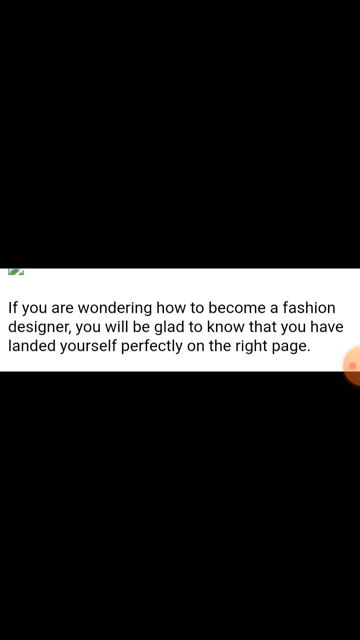 If you are wondering how to become a fashion
designer, you will be glad to know that you have
landed yourself perfectly on the right page.